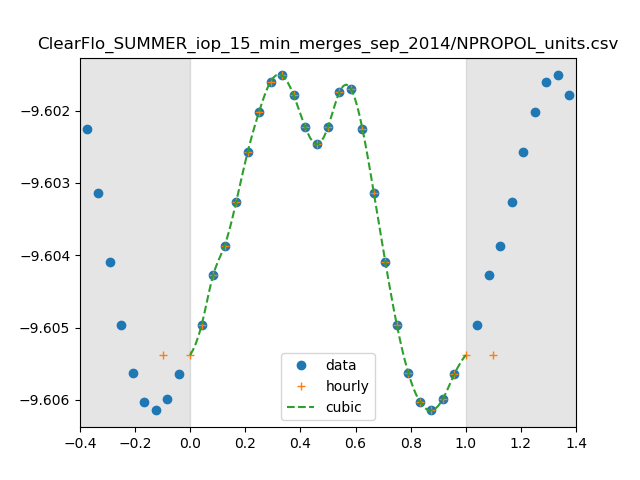 ClearFlo_SUMMER_iop_15_min_merges_sep_2014/NPROPOL_units.csv
−9.602
−9.603
−9.604
−9.605
−9.606
data
hourly
cubic
−0.4 −0.2 0.0 0.2 0.4 0.6 0.8 1.0 1.2 1.4